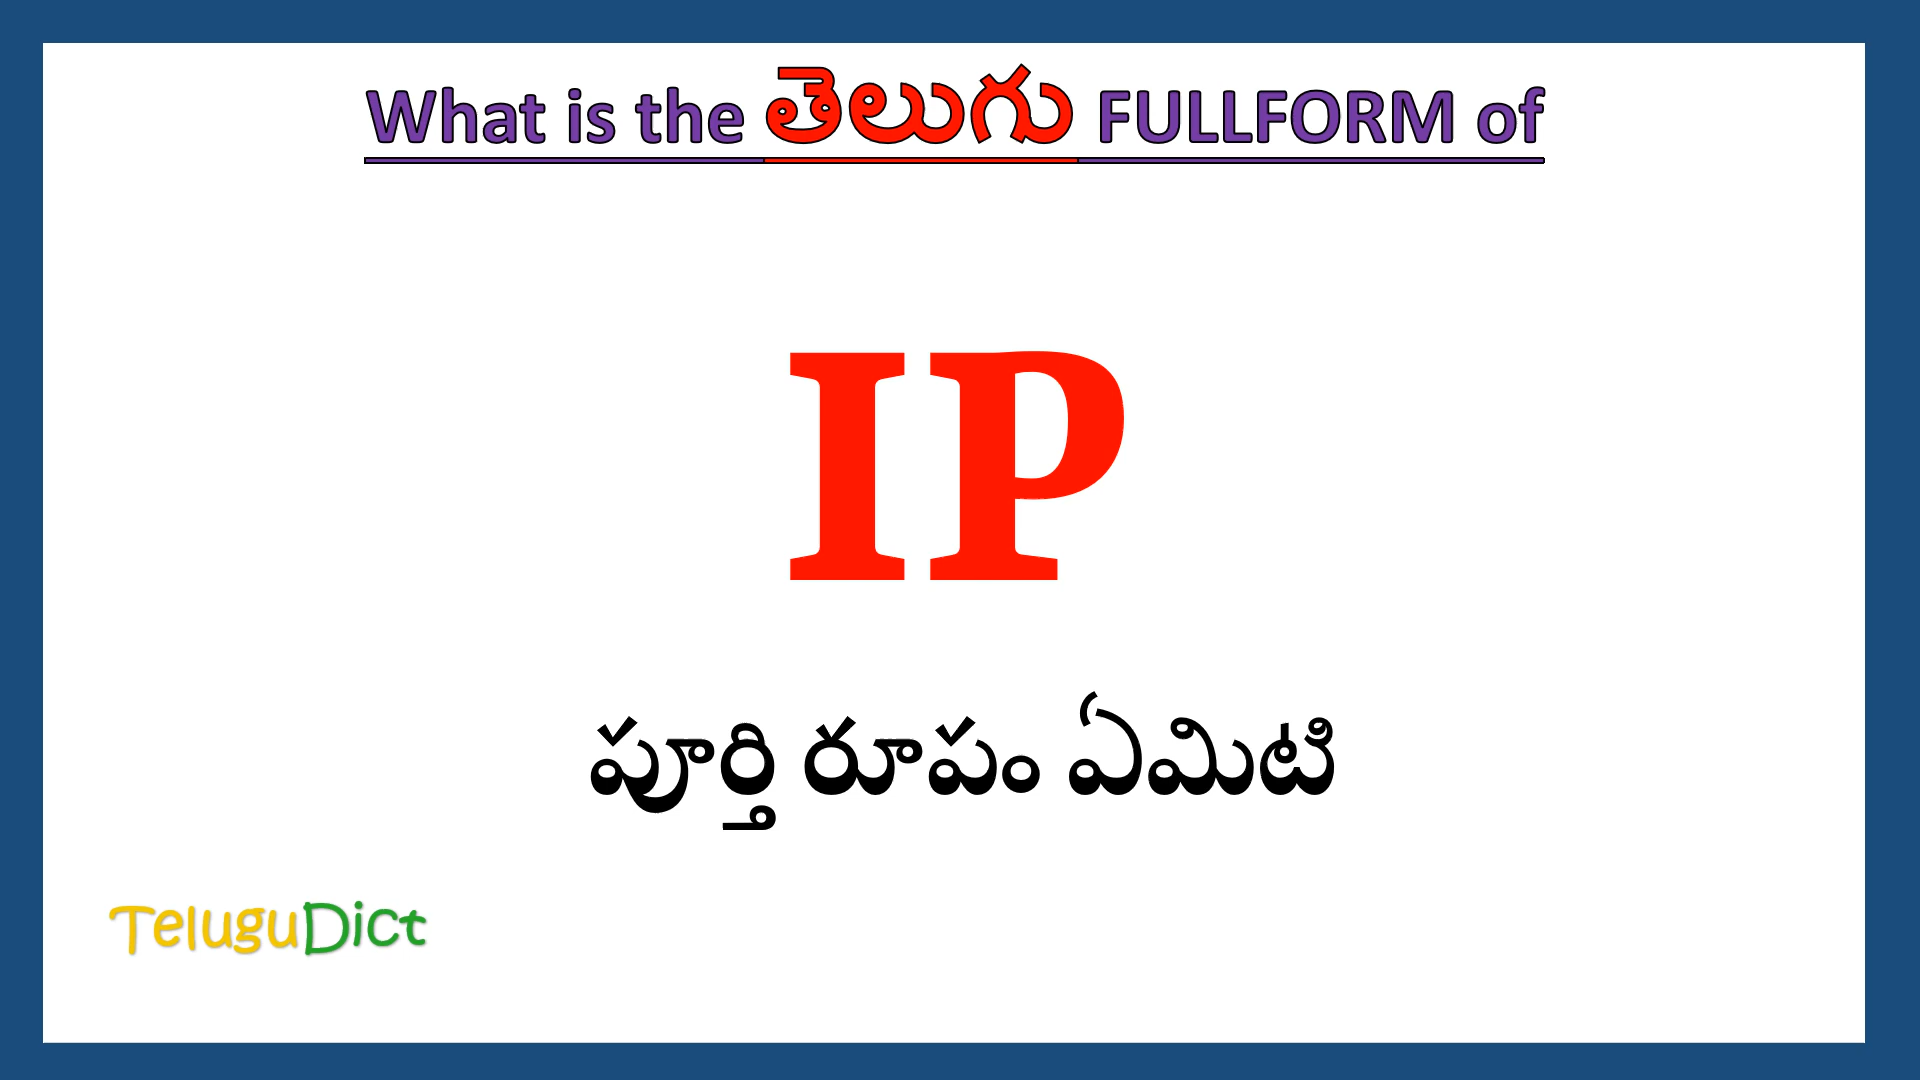 What is the తెలుగు FULLFORM of
IP
పూర్తి రూపం ఏమిటి
TeluguDict